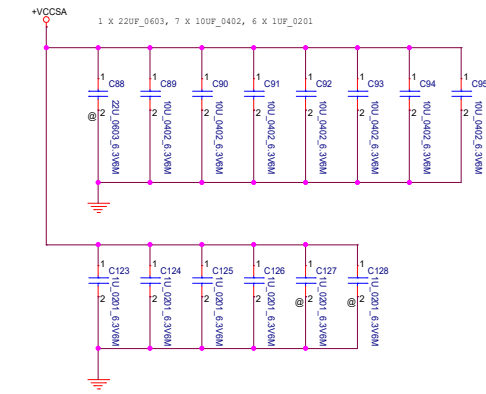 +VCCSA
1 X 22UF_0603, 7 X 10UF_0402, 6 X 1UF_0201
1 C88 2 @ 22U_0603_6.3V6M
1 C89 2 10U_0402_6.3V6M
1 C90 2 10U_0402_6.3V6M
1 C91 2 10U_0402_6.3V6M
1 C92 2 10U_0402_6.3V6M
1 C93 2 10U_0402_6.3V6M
1 C94 2 10U_0402_6.3V6M
1 C95 2 10U_0402_6.3V6M
1 C123 2 1U_0201_6.3V6M
1 C124 2 1U_0201_6.3V6M
1 C125 2 1U_0201_6.3V6M
1 C126 2 1U_0201_6.3V6M
1 C127 2 @ 1U_0201_6.3V6M
1 C128 2 @ 1U_0201_6.3V6M